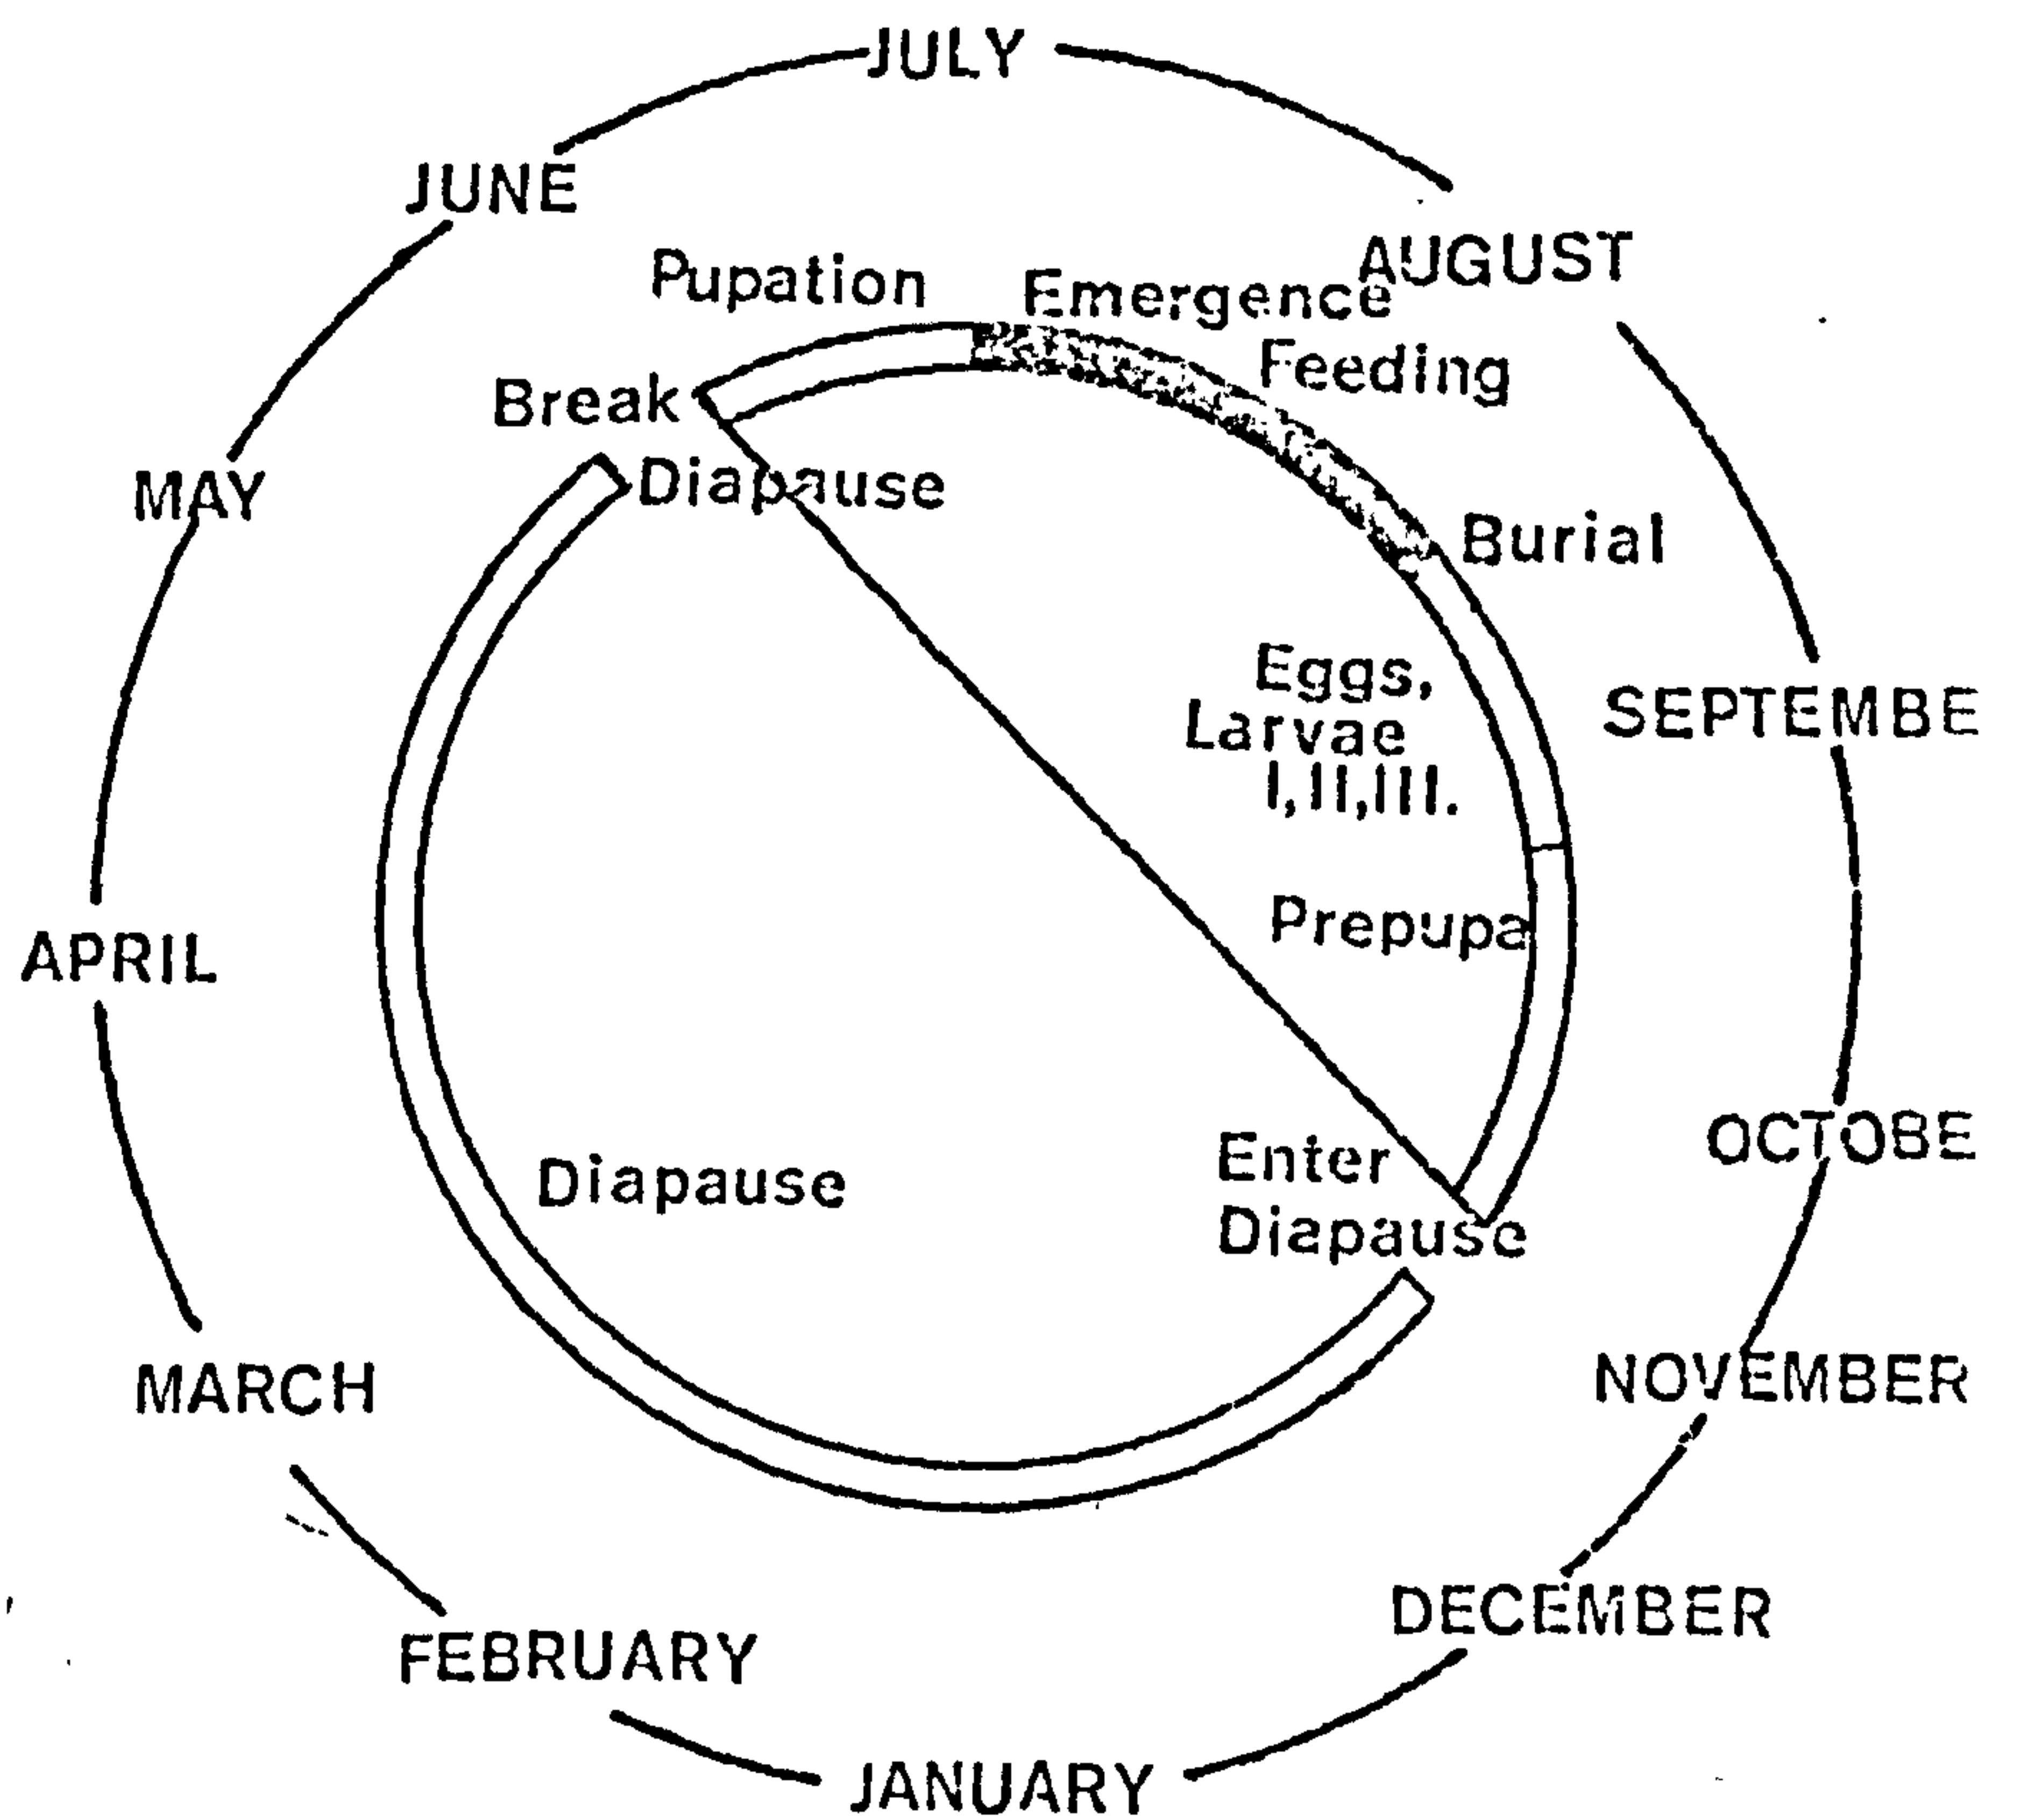 JULY
JUNE
AUGUST
Pupation
Emergence
Feeding
Break
Diapause
MAY
Burial
Eggs,
Larvae
I,II,III.
SEPTEMBE
Prepupa
APRIL
OCTOBE
Enter
Diapause
Diapause
MARCH
NOVEMBER
DECEMBER
FEBRUARY
JANUARY